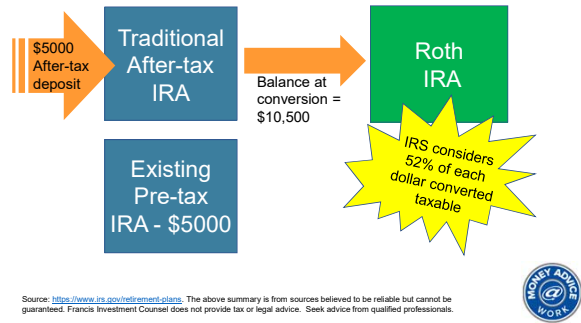 $5000
After-tax
deposit
Traditional
After-tax
IRA
Balance at
conversion =
$10,500
Roth
IRA
IRS considers
52% of each
dollar converted
taxable
Existing
Pre-tax
IRA - $5000
MONEY ADVICE
@
WORK
Source: https://www.irs.gov/retirement-plans. The above summary is from sources believed to be reliable but cannot be
guaranteed. Francis Investment Counsel does not provide tax or legal advice.  Seek advice from qualified professionals.